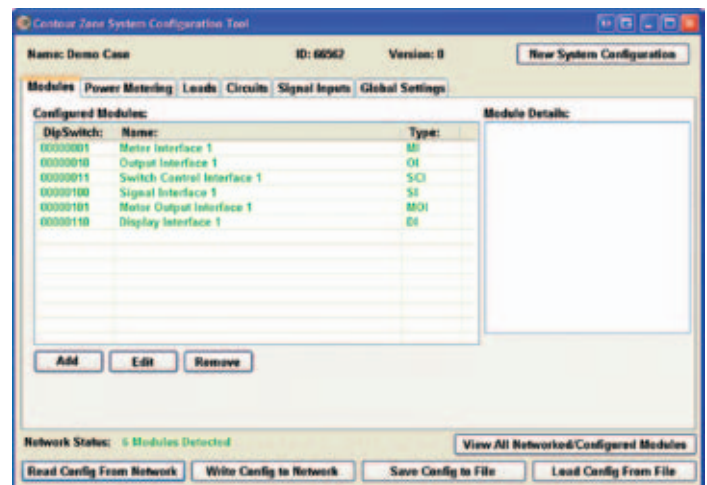 Contour Zone System Configuration Tool
Name: Demo Case ID: 66562 Version: 0 New System Configuration
Modules Power Metering Loads Circuits Signal Inputs Global Settings
Configured Modules: Module Details:
DipSwitch: Name: Type:
00000001 Meter Interface 1 MI
00000010 Output Interface 1 OI
00000011 Switch Control Interface 1 SCI
00000100 Signal Interface 1 SI
00000101 Motor Output Interface 1 MOI
00000110 Display Interface 1 DI
Add Edit Remove
Network Status: 6 Modules Detected View All Networked/Configured Modules
Read Config From Network Write Config to Network Save Config to File Load Config From File